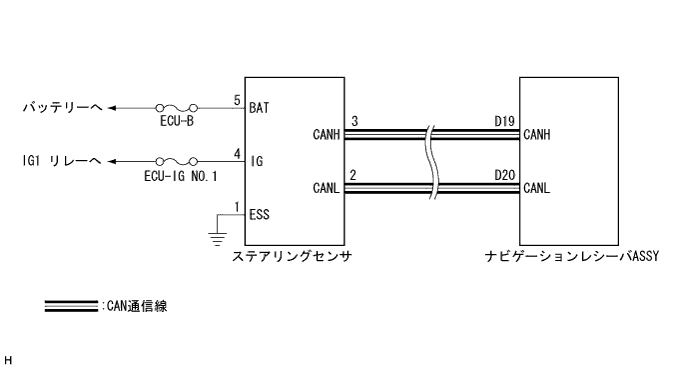 バッテリーヘ
ECU-B
5
BAT
IG1 リレーヘ
ECU-IG NO.1
4
IG
1
ESS
CANH
3
D19
CANH
CANL
2
D20
CANL
ステアリングセンサ
ナビゲーションレシーバASSY
:CAN通信線
H